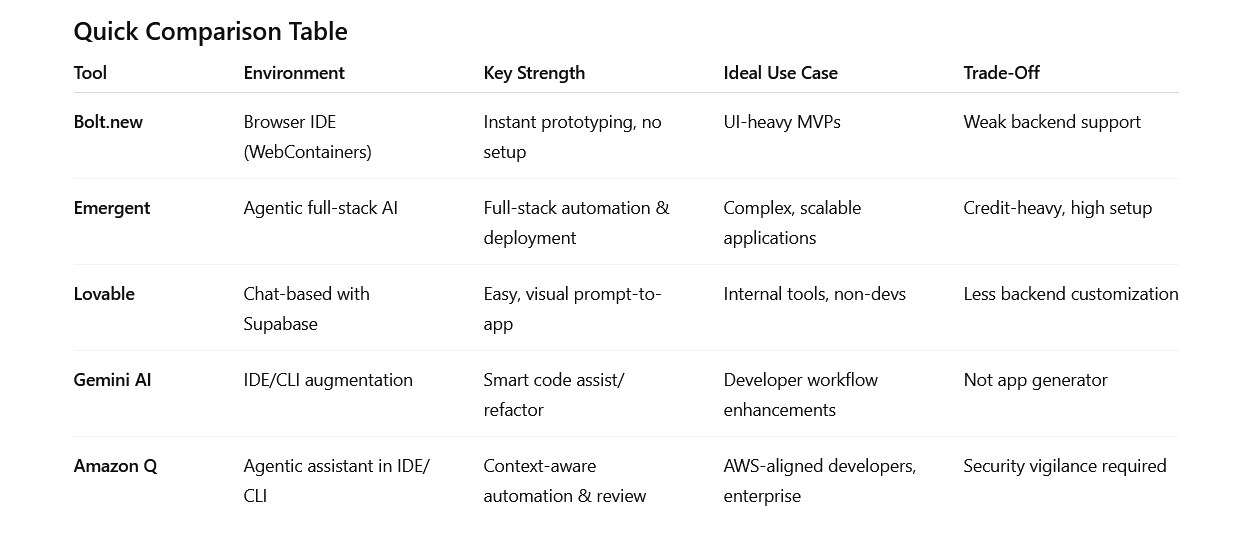 Quick Comparison Table
Tool Environment Key Strength Ideal Use Case Trade-Off
Bolt.new Browser IDE Instant prototyping, no UI-heavy MVPs Weak backend support
(WebContainers) setup
Emergent Agentic full-stack AI Full-stack automation & Complex, scalable Credit-heavy, high setup
deployment applications
Lovable Chat-based with Easy, visual prompt-to- Internal tools, non-devs Less backend customization
Supabase app
Gemini AI IDE/CLI augmentation Smart code assist/ Developer workflow Not app generator
refactor enhancements
Amazon Q Agentic assistant in IDE/ Context-aware AWS-aligned developers, Security vigilance required
CLI automation & review enterprise